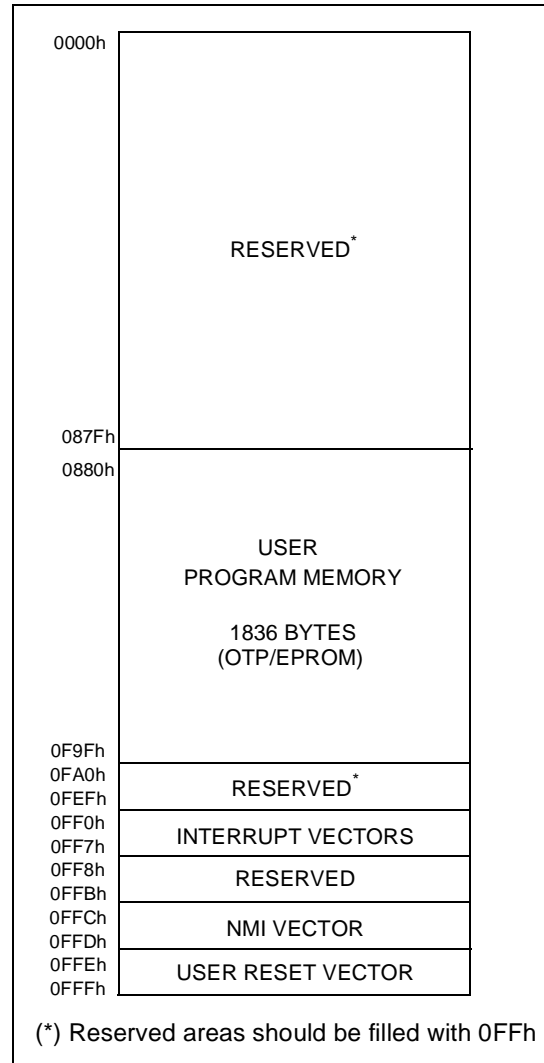 0000h
RESERVED*
087Fh
0880h
USER
PROGRAM MEMORY
1836 BYTES
(OTP/EPROM)
0F9Fh
0FA0h
RESERVED*
0FEFh
0FF0h
INTERRUPT VECTORS
0FF7h
0FF8h
RESERVED
0FFBh
0FFCh
NMI VECTOR
0FFDh
0FFEh
USER RESET VECTOR
0FFFh
(*) Reserved areas should be filled with 0FFh